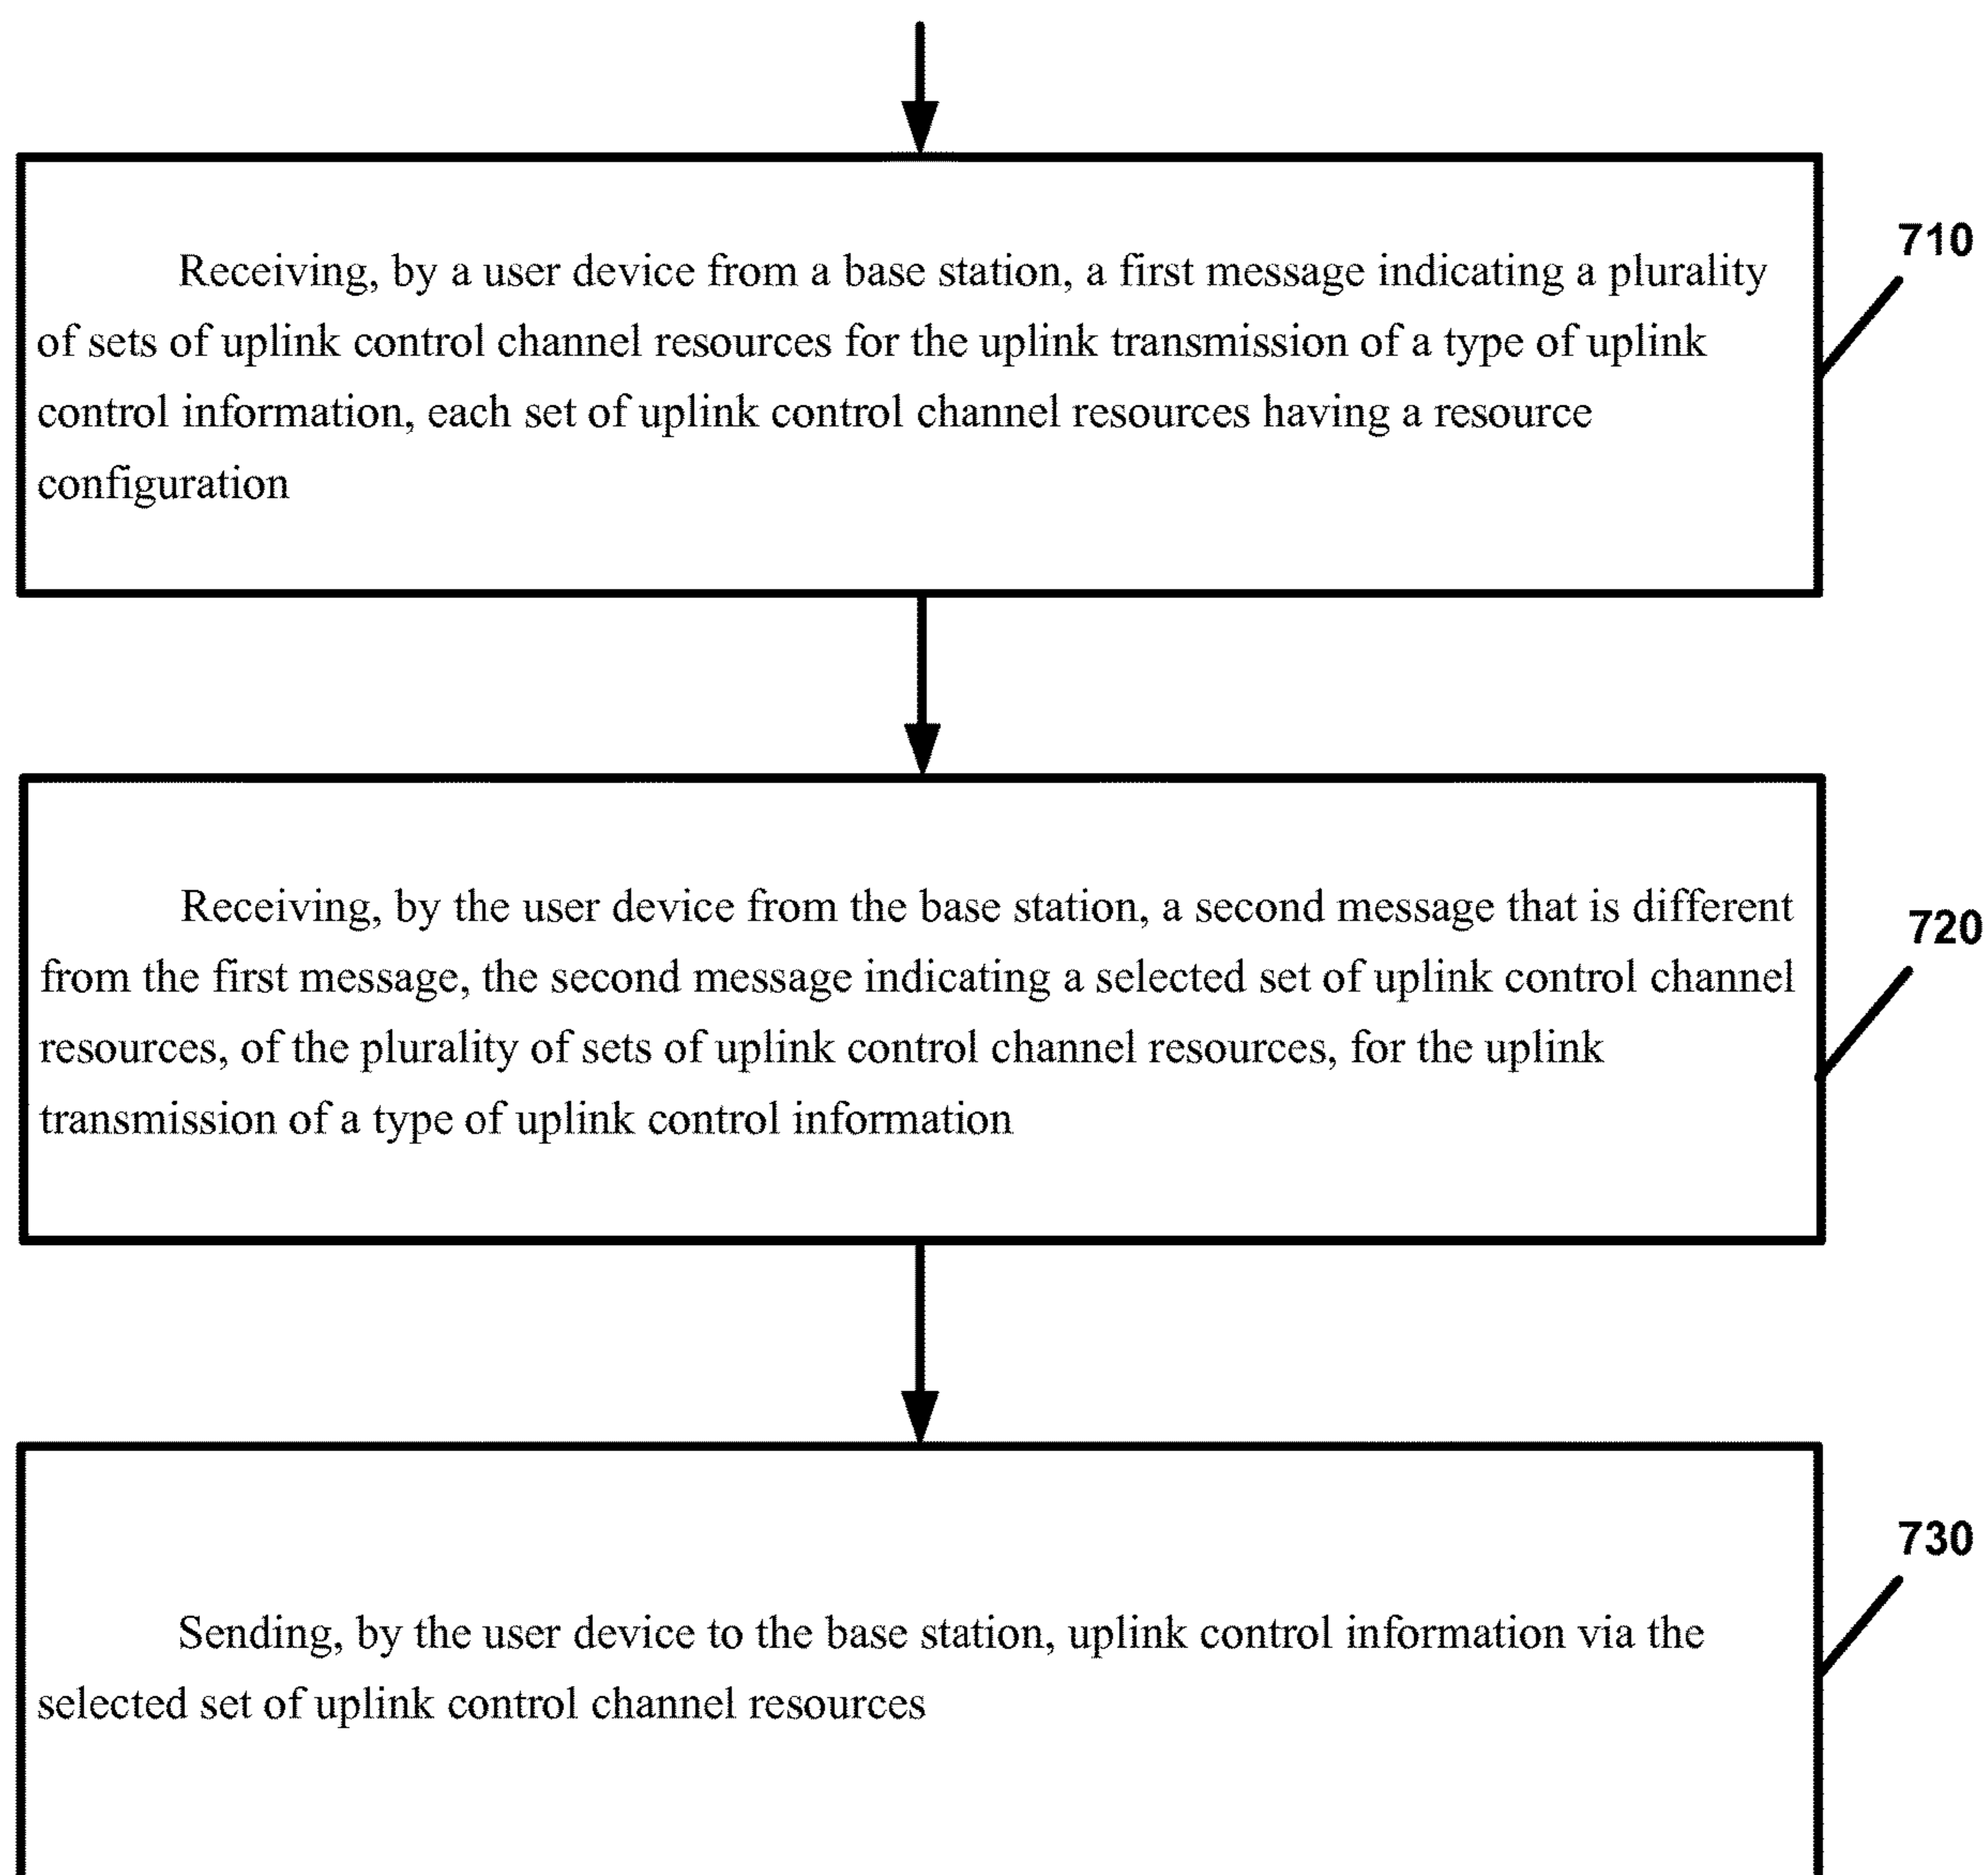 Receiving, by a user device from a base station, a first message indicating a plurality
of sets of uplink control channel resources for the uplink transmission of a type of uplink
control information, each set of uplink control channel resources having a resource
configuration
710
Receiving, by the user device from the base station, a second message that is different
from the first message, the second message indicating a selected set of uplink control channel
resources, of the plurality of sets of uplink control channel resources, for the uplink
transmission of a type of uplink control information
720
Sending, by the user device to the base station, uplink control information via the
selected set of uplink control channel resources
730